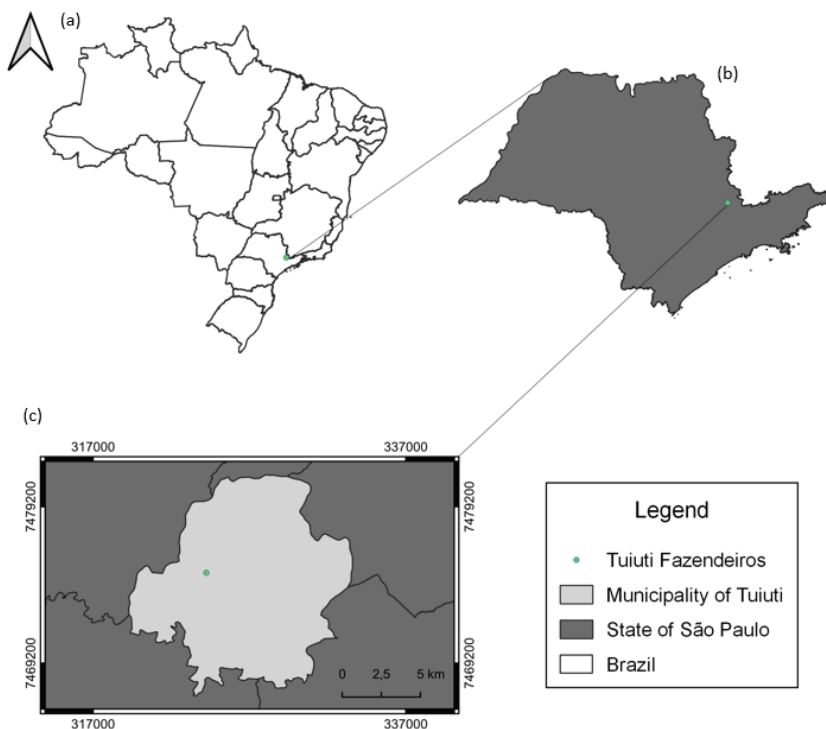 (a)
(b)
(c)
317000 337000
7479200 7479200
7469200 7469200
0 2,5 5 km
317000 337000
Legend
Tuiuti Fazendeiros
Municipality of Tuiuti
State of São Paulo
Brazil